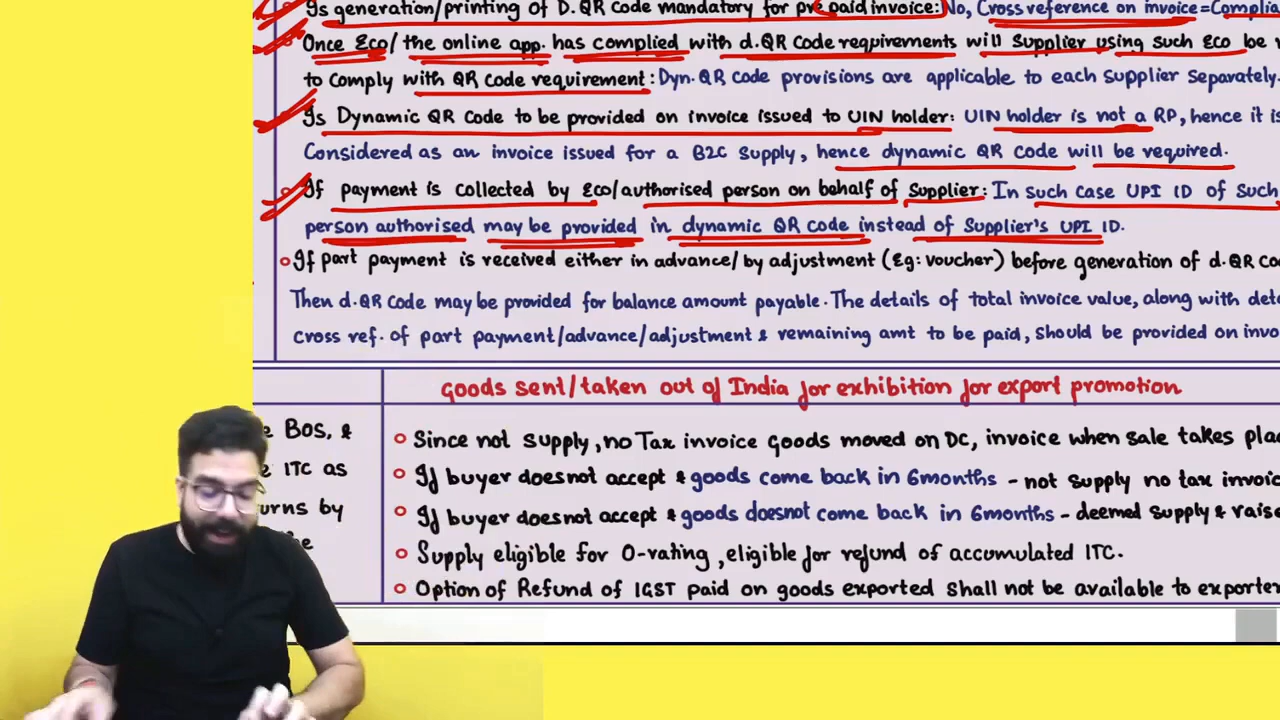 Is generation/printing of D.QR Code mandatory for pre paid invoice: No, Cross reference on invoice=
Once Eco/ the online app. has complied with d.QR Code requirements will Supplier using such Eco be
to comply with QR Code requirement: Dyn.QR code provisions are applicable to each supplier separately.
Is Dynamic QR Code to be provided on invoice issued to UIN holder: UIN holder is not a RP, hence it is
Considered as an invoice issued for a B2C supply, hence dynamic QR code will be required.
If payment is collected by Eco/authorised person on behalf of Supplier: In such case UPI ID of such
person authorised may be provided in dynamic QR code instead of Supplier's UPI ID.
If part payment is received either in advance/by adjustment (Eg: voucher) before generation of d.QR
Then d.QR Code may be provided for balance amount payable. The details of total invoice value, along with
cross ref. of part payment/advance/adjustment & remaining amt to be paid, should be provided on
goods sent/taken out of India for exhibition for export promotion
BOS, &
Since not supply, no Tax invoice Goods moved on DC, invoice when sale takes
ITC as
If buyer doesnot accept & goods come back in 6months - not supply no tax
by
If buyer doesnot accept & goods doesnot come back in 6months - deemed supply & raise
Supply eligible for 0-rating, eligible for refund of accumulated ITC.
Option of Refund of IGST paid on goods exported shall not be available to exporter